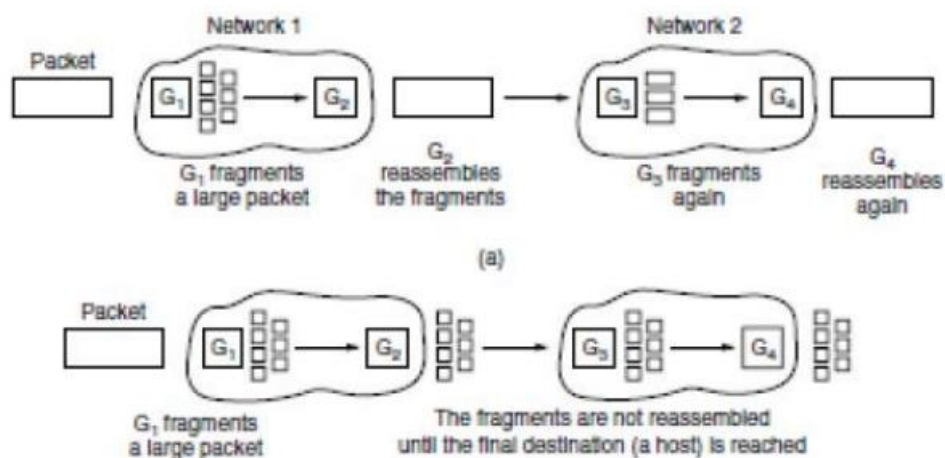 Network 1
Network 2
Packet
G1
G2
G3
G4
G1 fragments
a large packet
G2
reassembles
the fragments
G3 fragments
again
G4
reassembles
again
(a)
Packet
G1
G2
G3
G4
G1 fragments
a large packet
The fragments are not reassembled
until the final destination (a host) is reached